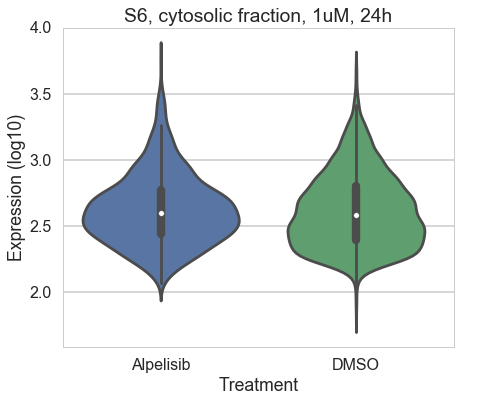 S6, cytosolic fraction, 1uM, 24h
4.0
3.5
3.0
2.5
2.0
Expression (log10)
Alpelisib DMSO
Treatment